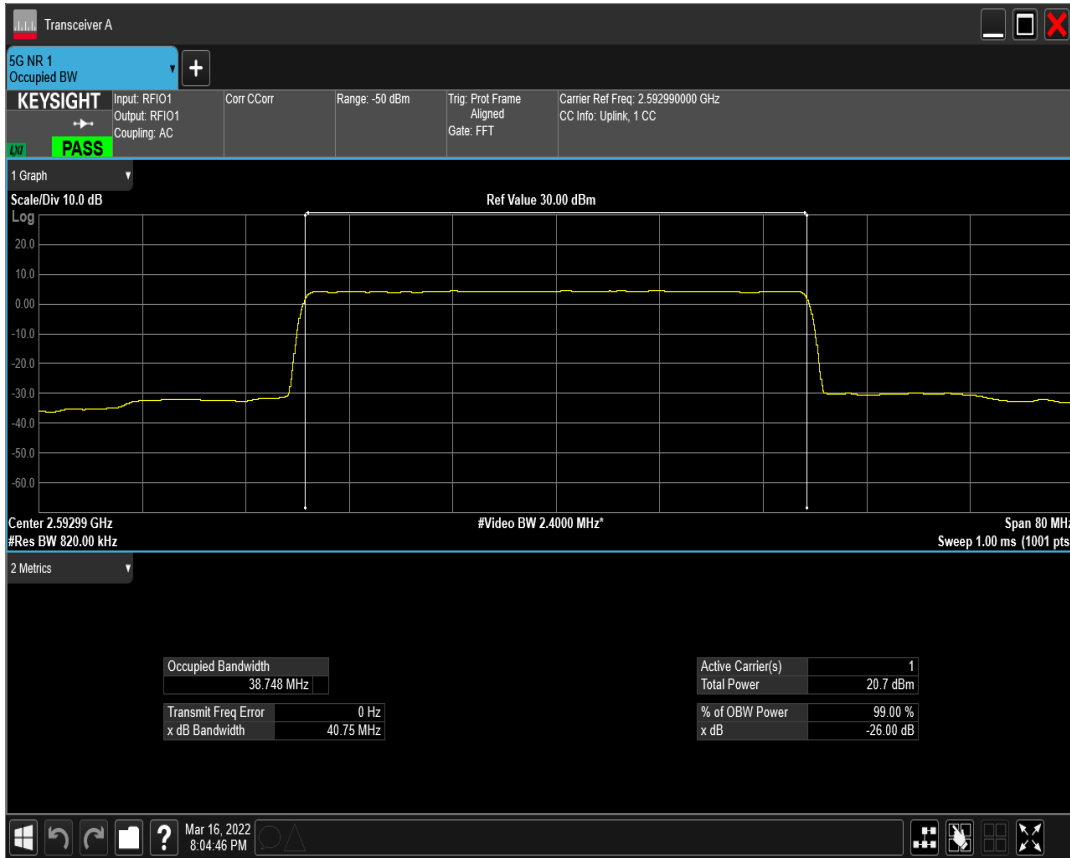 Transceiver A
5G NR 1
Occupied BW
+
KEYSIGHT
LXI PASS
Input: RFIO1
Output: RFIO1
Coupling: AC
Corr CCorr
Range: -50 dBm
Trig: Prot Frame
Aligned
Gate: FFT
Carrier Ref Freq: 2.592990000 GHz
CC Info: Uplink, 1 CC
1 Graph
Scale/Div 10.0 dB
Ref Value 30.00 dBm
Log
20.0
10.0
0.00
-10.0
-20.0
-30.0
-40.0
-50.0
-60.0
Center 2.59299 GHz
#Video BW 2.4000 MHz*
Span 80 MHz
#Res BW 820.00 kHz
Sweep 1.00 ms (1001 pts
2 Metrics
Occupied Bandwidth
38.748 MHz
Transmit Freq Error 0 Hz
x dB Bandwidth 40.75 MHz
Active Carrier(s) 1
Total Power 20.7 dBm
% of OBW Power 99.00 %
x dB -26.00 dB
?
Mar 16, 2022
8:04:46 PM